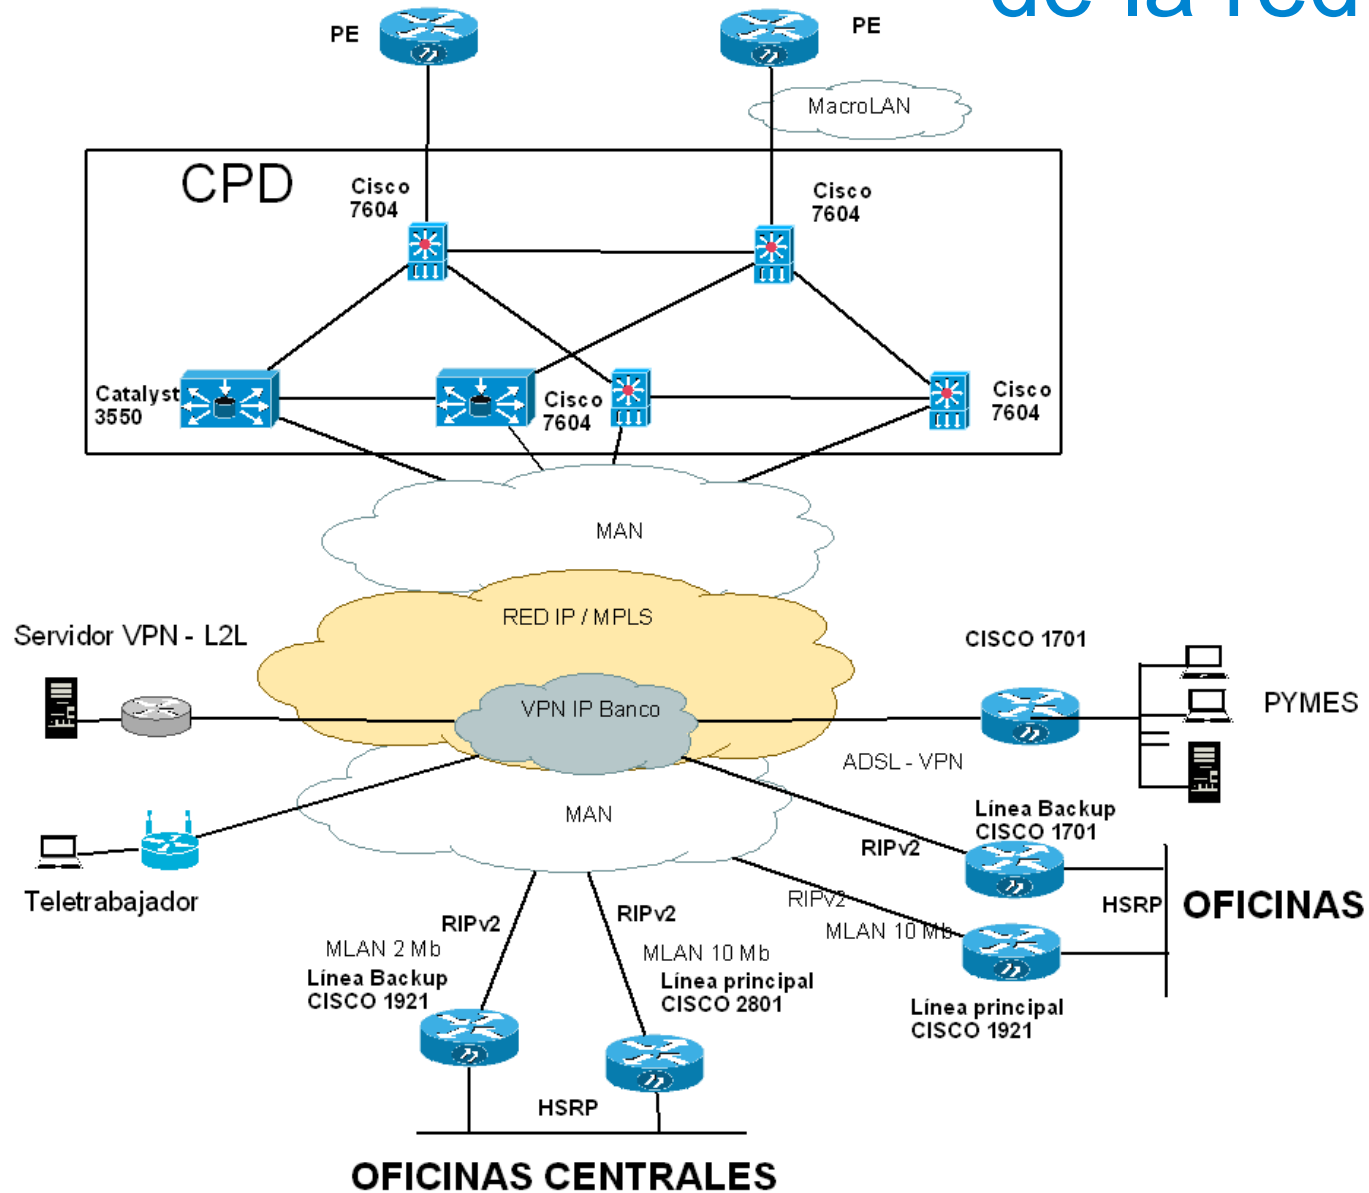 de la red
PE
PE
MacroLAN
CPD
Cisco
7604
Cisco
7604
Catalyst
3550
Cisco
7604
Cisco
7604
MAN
RED IP / MPLS
Servidor VPN - L2L
CISCO 1701
VPN IP Banco
PYMES
ADSL - VPN
MAN
Línea Backup
CISCO 1701
RIPv2
Teletrabajador
RIPv2
HSRP
OFICINAS
RIPv2
RIPv2
MLAN 10 Mb
MLAN 2 Mb
Línea Backup
CISCO 1921
MLAN 10 Mb
Línea principal
CISCO 2801
Línea principal
CISCO 1921
HSRP
OFICINAS CENTRALES